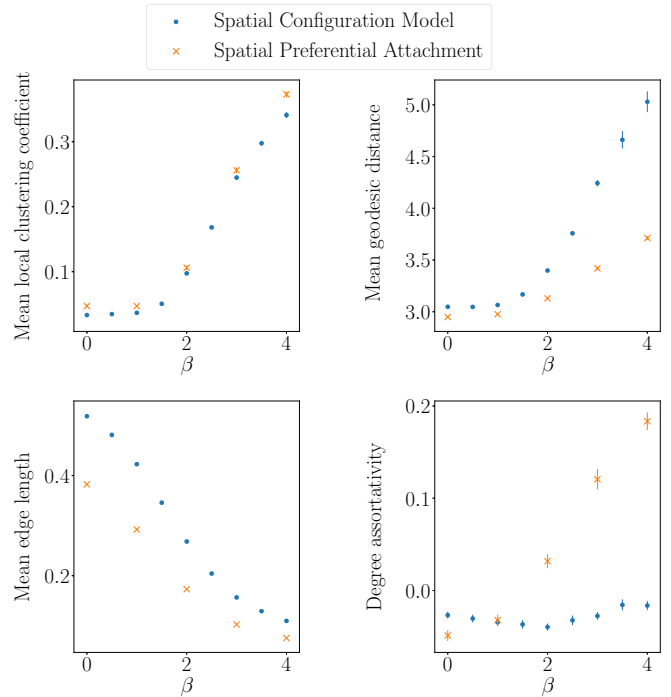 Spatial Configuration Model
Spatial Preferential Attachment
Mean local clustering coefficient
0.3
0.2
0.1
0 2 4
β
Mean geodesic distance
5.0
4.5
4.0
3.5
3.0
0 2 4
β
Mean edge length
0.4
0.2
0 2 4
β
Degree assortativity
0.2
0.1
0.0
0 2 4
β